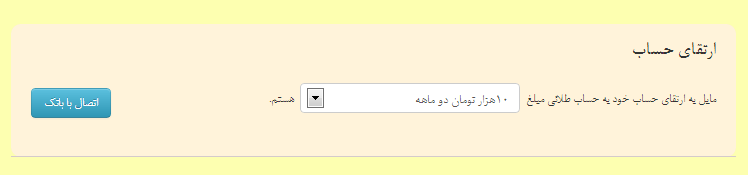 ارتقای حساب
مایل به ارتقای حساب خود به حساب طلائی مبلغ ۱۰هزار تومان دو ماهه هستم.
اتصال با بانک